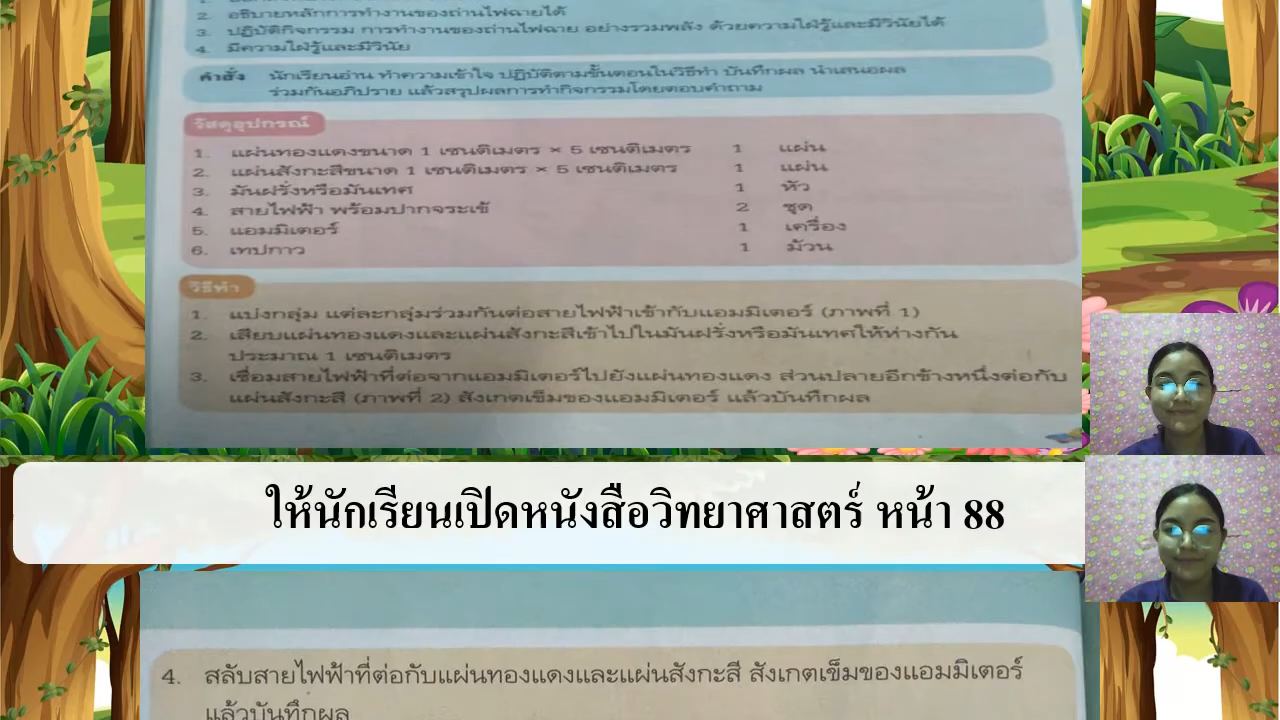 2. อธิบายหลักการทำงานของถ่านไฟฉายได้
3. ปฏิบัติกิจกรรม การทำงานของถ่านไฟฉาย อย่างรวมพลัง ด้วยความใฝ่รู้และมีวินัยได้
4. มีความใฝ่รู้และมีวินัย
คำสั่ง นักเรียนอ่าน ทำความเข้าใจ ปฏิบัติตามขั้นตอนในวิธีทำ บันทึกผล นำเสนอผล
ร่วมกันอภิปราย แล้วสรุปผลการทำกิจกรรมโดยตอบคำถาม
วัสดุอุปกรณ์
1. แผ่นทองแดงขนาด 1 เซนติเมตร × 5 เซนติเมตร 1 แผ่น
2. แผ่นสังกะสีขนาด 1 เซนติเมตร × 5 เซนติเมตร 1 แผ่น
3. มันฝรั่งหรือมันเทศ 1 หัว
4. สายไฟฟ้า พร้อมปากจระเข้ 2 ชุด
5. แอมมิเตอร์ 1 เครื่อง
6. เทปกาว 1 ม้วน
วิธีทำ
1. แบ่งกลุ่ม แต่ละกลุ่มร่วมกันต่อสายไฟฟ้าเข้ากับแอมมิเตอร์ (ภาพที่ 1)
2. เสียบแผ่นทองแดงและแผ่นสังกะสีเข้าไปในมันฝรั่งหรือมันเทศให้ห่างกัน
ประมาณ 1 เซนติเมตร
3. เชื่อมสายไฟฟ้าที่ต่อจากแอมมิเตอร์ไปยังแผ่นทองแดง ส่วนปลายอีกข้างหนึ่งต่อกับ
แผ่นสังกะสี (ภาพที่ 2) สังเกตเข็มของแอมมิเตอร์ แล้วบันทึกผล
ให้นักเรียนเปิดหนังสือวิทยาศาสตร์ หน้า 88
4. สลับสายไฟฟ้าที่ต่อกับแผ่นทองแดงและแผ่นสังกะสี สังเกตเข็มของแอมมิเตอร์
แล้วบันทึกผล